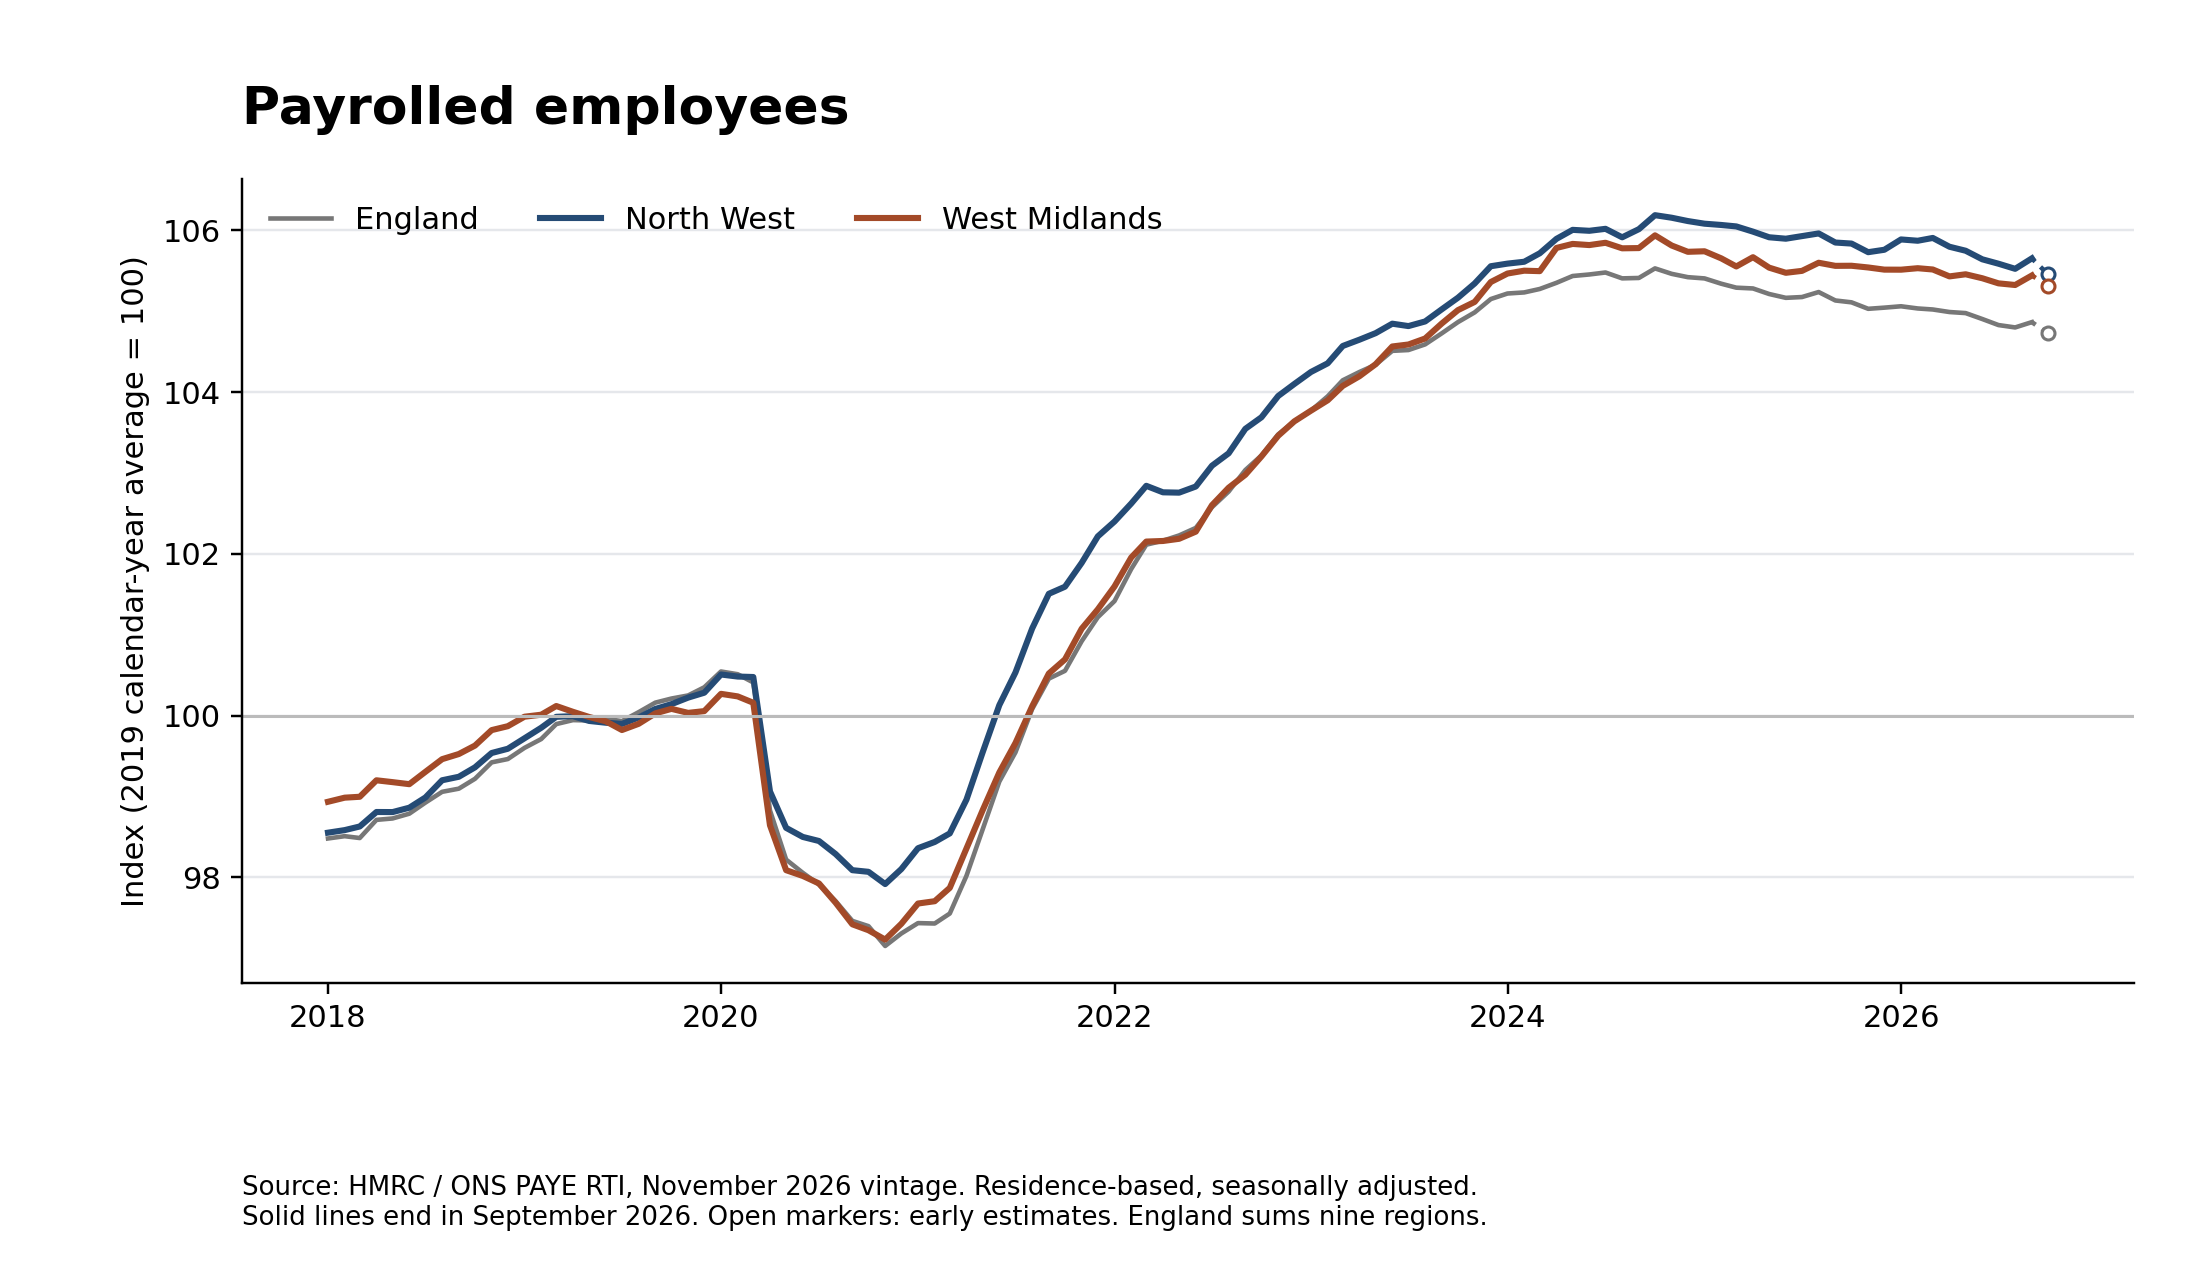 Payrolled employees
England
North West
West Midlands
Index (2019 calendar-year average = 100)
106
104
102
100
98
2018
2020
2022
2024
2026
Source: HMRC / ONS PAYE RTI, November 2026 vintage. Residence-based, seasonally adjusted.
Solid lines end in September 2026. Open markers: early estimates. England sums nine regions.